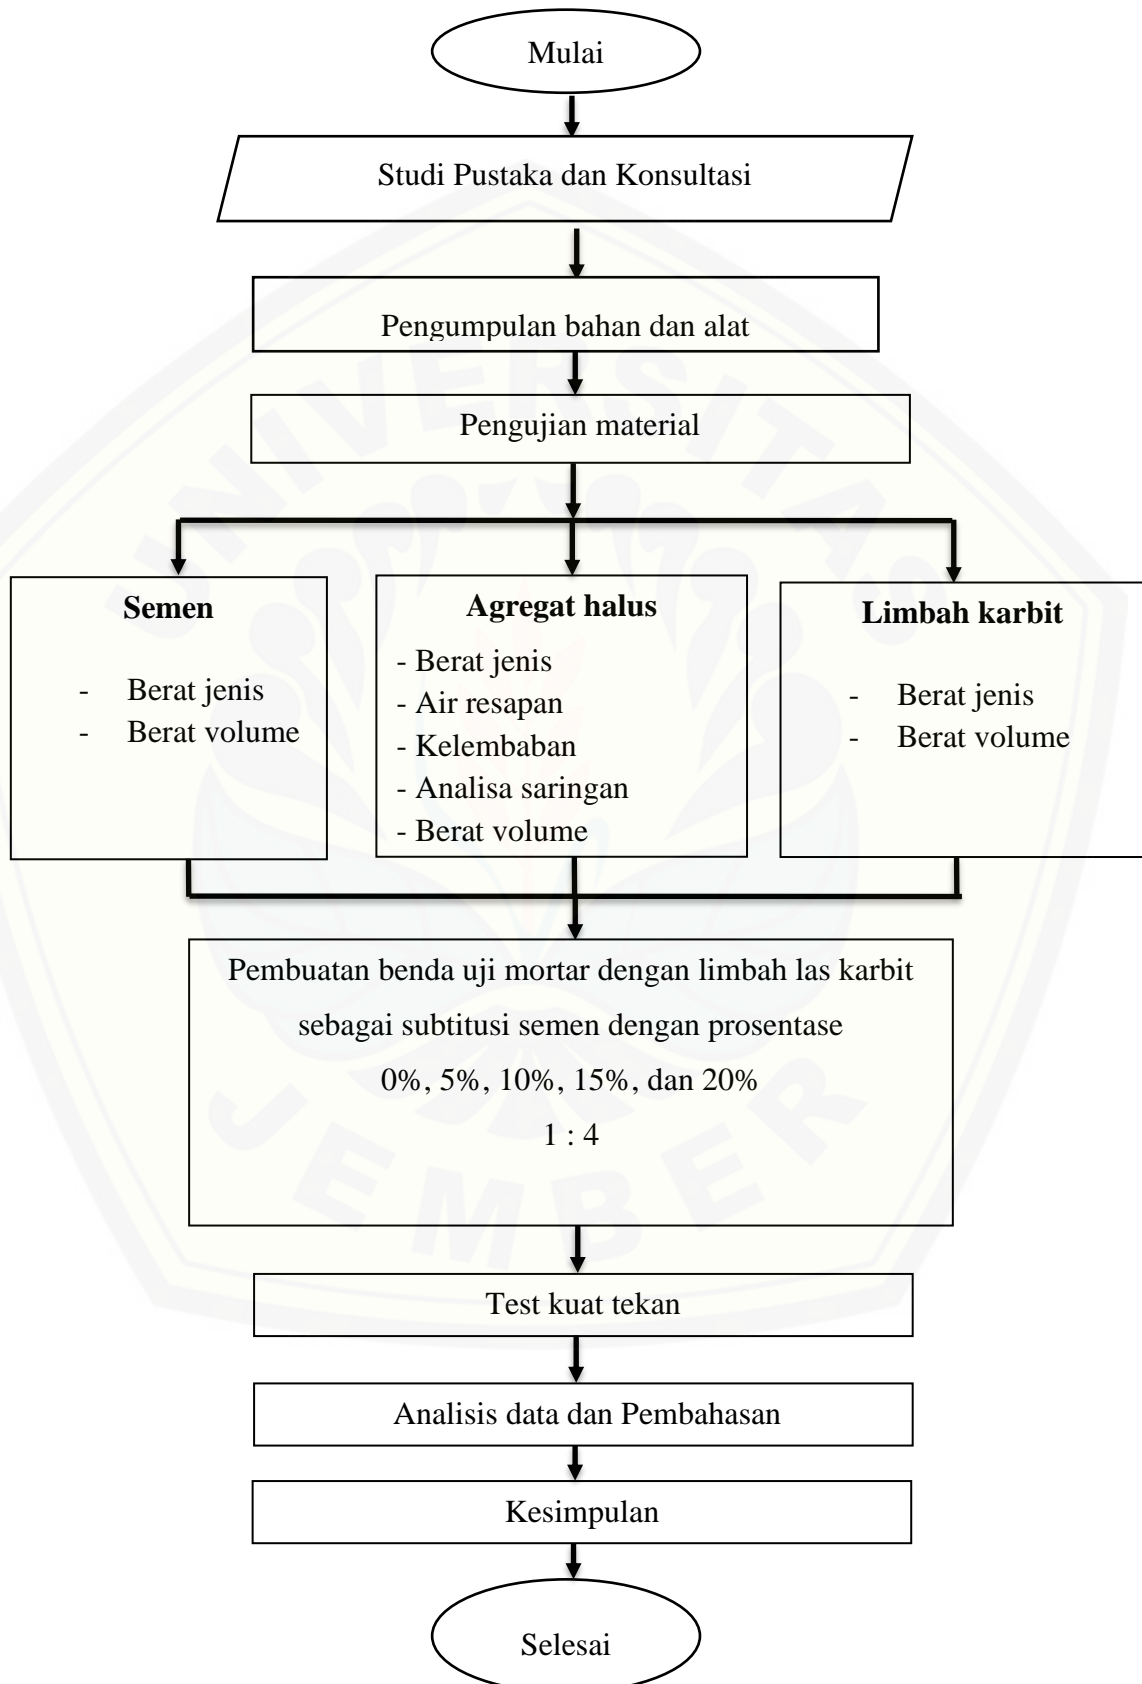 Mulai
Studi Pustaka dan Konsultasi
Pengumpulan bahan dan alat
Pengujian material
Semen
- Berat jenis
- Berat volume
Agregat halus
- Berat jenis
- Air resapan
- Kelembaban
- Analisa saringan
- Berat volume
Limbah karbit
- Berat jenis
- Berat volume
Pembuatan benda uji mortar dengan limbah las karbit
sebagai subtitusi semen dengan prosentase
0%, 5%, 10%, 15%, dan 20%
1 : 4
Test kuat tekan
Analisis data dan Pembahasan
Kesimpulan
Selesai
UNIVERSITAS
JEMBER